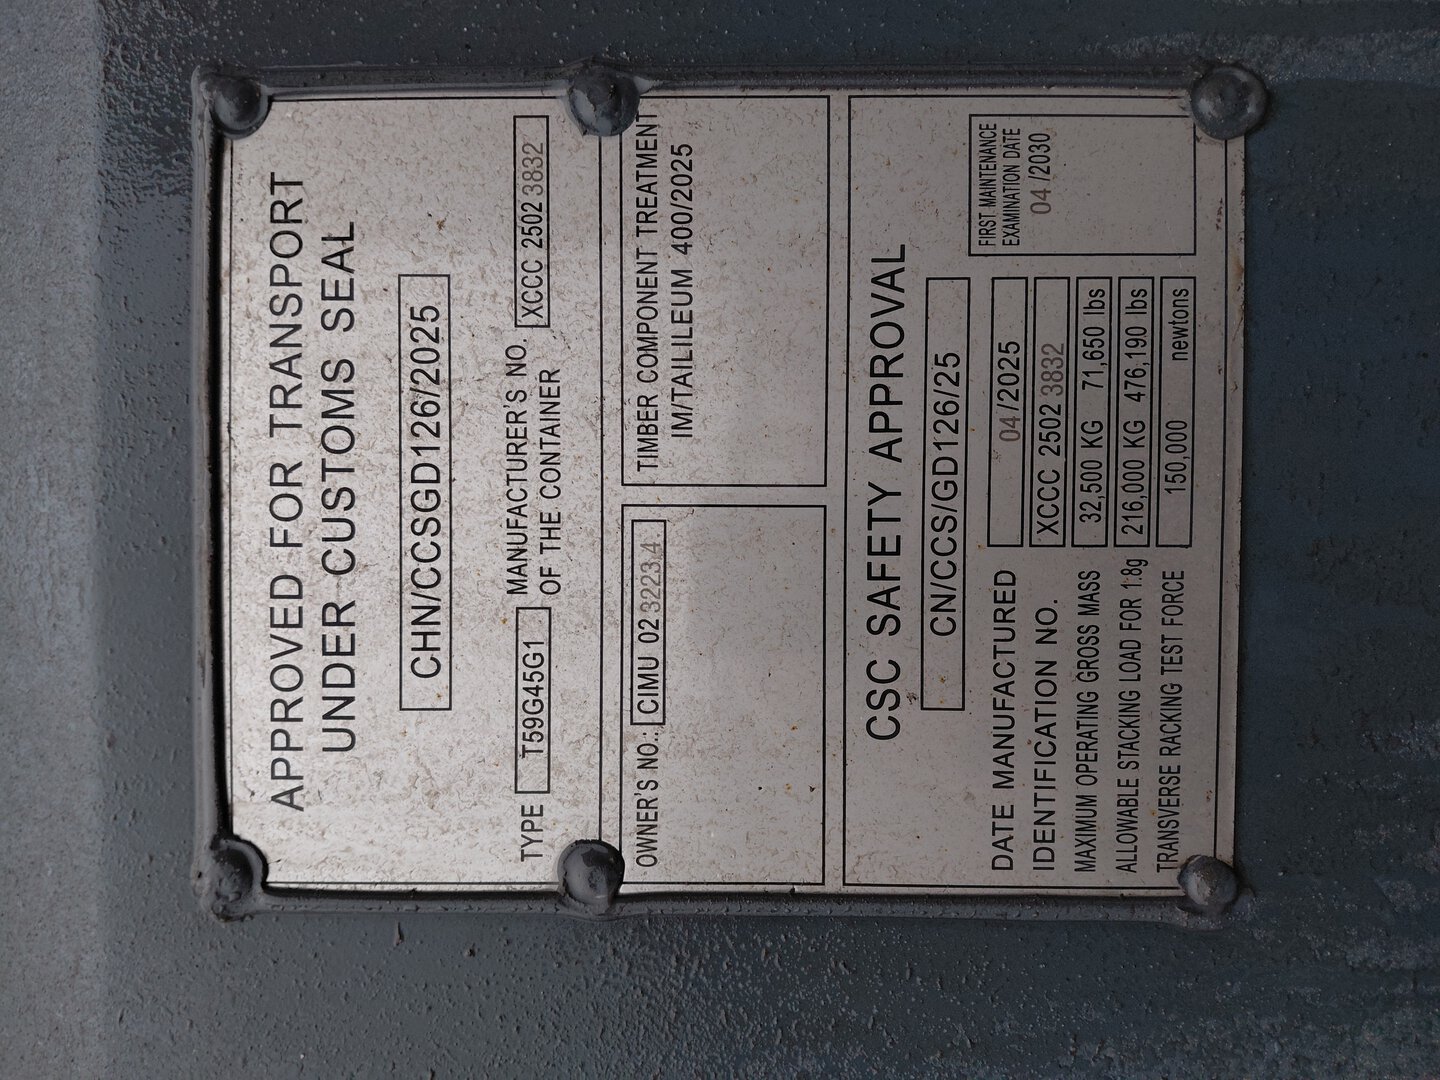 APPROVED FOR TRANSPORT
UNDER CUSTOMS SEAL
CHN/CCSGD126/2025
TYPE T59G45G1 MANUFACTURER'S NO. OF THE CONTAINER XCCC 2502 3832
OWNER'S NO.: CIMU 02 3223 4
TIMBER COMPONENT TREATMENT
IM/TAILILEUM 400/2025
CSC SAFETY APPROVAL
CN/CCS/GD126/25
DATE MANUFACTURED 04 /2025
IDENTIFICATION NO. XCCC 2502 3832
MAXIMUM OPERATING GROSS MASS 32,500 KG 71,650 lbs
ALLOWABLE STACKING LOAD FOR 1.8g 216,000 KG 476,190 lbs
TRANSVERSE RACKING TEST FORCE 150,000 newtons
FIRST MAINTENANCE
EXAMINATION DATE
04 /2030